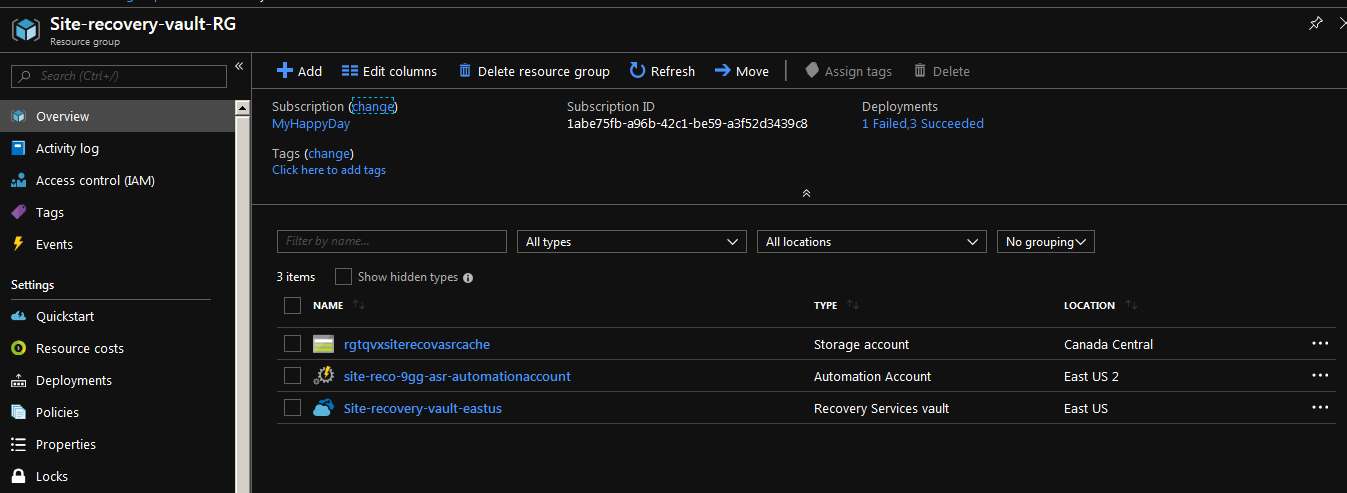 Site-recovery-vault-RG
Resource group
Search (Ctrl+/)
«
Overview
Activity log
Access control (IAM)
Tags
Events
Settings
Quickstart
Resource costs
Deployments
Policies
Properties
Locks
Add Edit columns Delete resource group Refresh Move Assign tags Delete
Subscription (change) Subscription ID Deployments
MyHappyDay 1abe75fb-a96b-42c1-be59-a3f52d3439c8 1 Failed,3 Succeeded
Tags (change)
Click here to add tags
Filter by name... All types All locations No grouping
3 items Show hidden types
NAME TYPE LOCATION
rgtqvxsiterecovasrcache Storage account Canada Central
site-reco-9gg-asr-automationaccount Automation Account East US 2
Site-recovery-vault-eastus Recovery Services vault East US